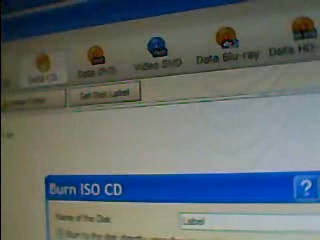 Data CD
Data DVD
Video DVD
Data Blu-ray
Data HD
Set Disk Label
Burn ISO CD
?
Name of the Disk
Label